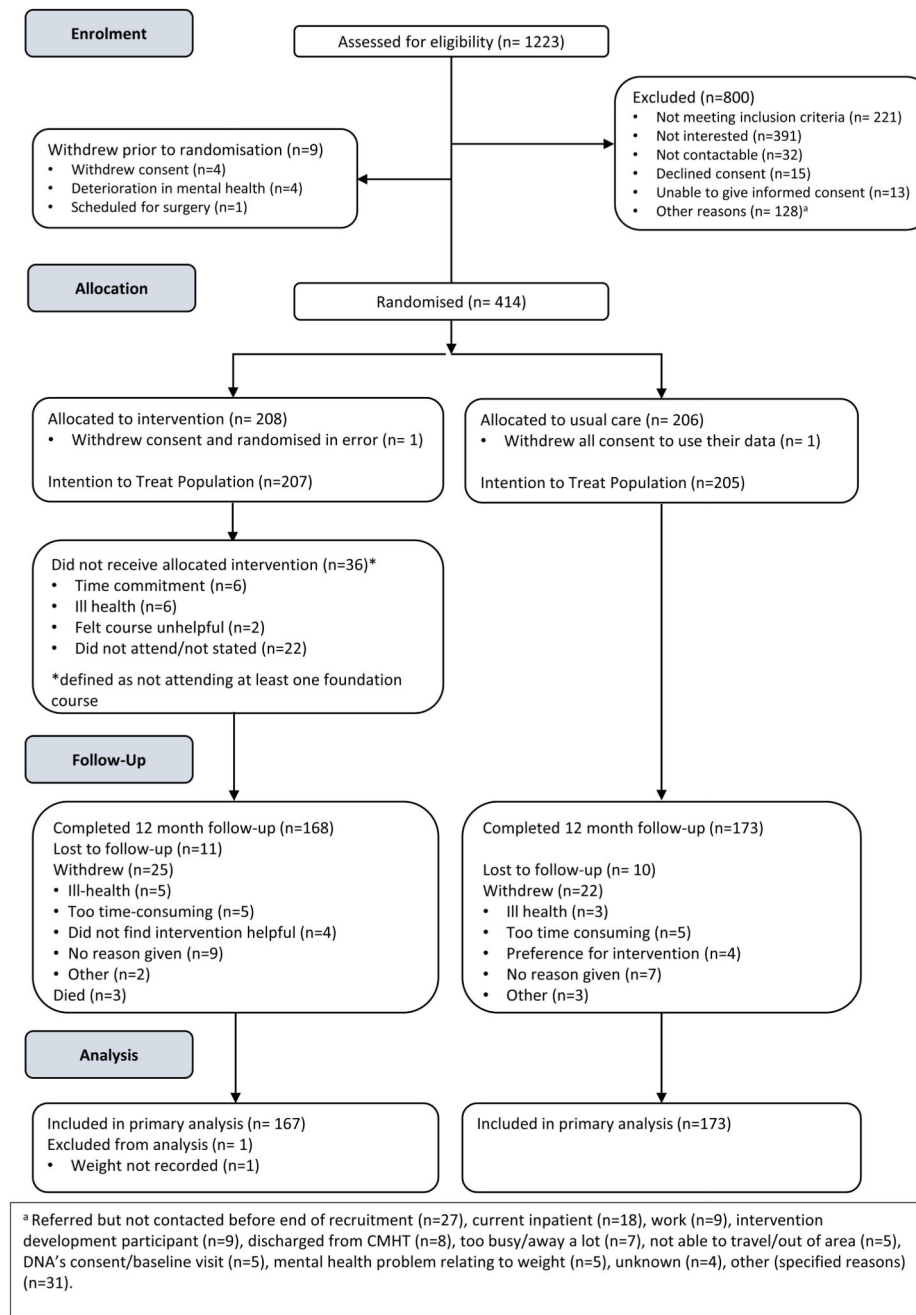 Enrolment
Assessed for eligibility (n= 1223)
Excluded (n=800)
• Not meeting inclusion criteria (n= 221)
• Not interested (n=391)
• Not contactable (n=32)
• Declined consent (n=15)
• Unable to give informed consent (n=13)
• Other reasons (n= 128)ᵃ
Withdrew prior to randomisation (n=9)
• Withdrew consent (n=4)
• Deterioration in mental health (n=4)
• Scheduled for surgery (n=1)
Allocation
Randomised (n= 414)
Allocated to intervention (n= 208)
• Withdrew consent and randomised in error (n= 1)
Intention to Treat Population (n=207)
Allocated to usual care (n= 206)
• Withdrew all consent to use their data (n= 1)
Intention to Treat Population (n=205)
Did not receive allocated intervention (n=36)*
• Time commitment (n=6)
• Ill health (n=6)
• Felt course unhelpful (n=2)
• Did not attend/not stated (n=22)
*defined as not attending at least one foundation
course
Follow-Up
Completed 12 month follow-up (n=168)
Lost to follow-up (n=11)
Withdrew (n=25)
• Ill-health (n=5)
• Too time-consuming (n=5)
• Did not find intervention helpful (n=4)
• No reason given (n=9)
• Other (n=2)
Died (n=3)
Completed 12 month follow-up (n=173)
Lost to follow-up (n= 10)
Withdrew (n=22)
• Ill health (n=3)
• Too time consuming (n=5)
• Preference for intervention (n=4)
• No reason given (n=7)
• Other (n=3)
Analysis
Included in primary analysis (n= 167)
Excluded from analysis (n= 1)
• Weight not recorded (n=1)
Included in primary analysis (n=173)
ᵃ Referred but not contacted before end of recruitment (n=27), current inpatient (n=18), work (n=9), intervention
development participant (n=9), discharged from CMHT (n=8), too busy/away a lot (n=7), not able to travel/out of area (n=5),
DNA's consent/baseline visit (n=5), mental health problem relating to weight (n=5), unknown (n=4), other (specified reasons)
(n=31).